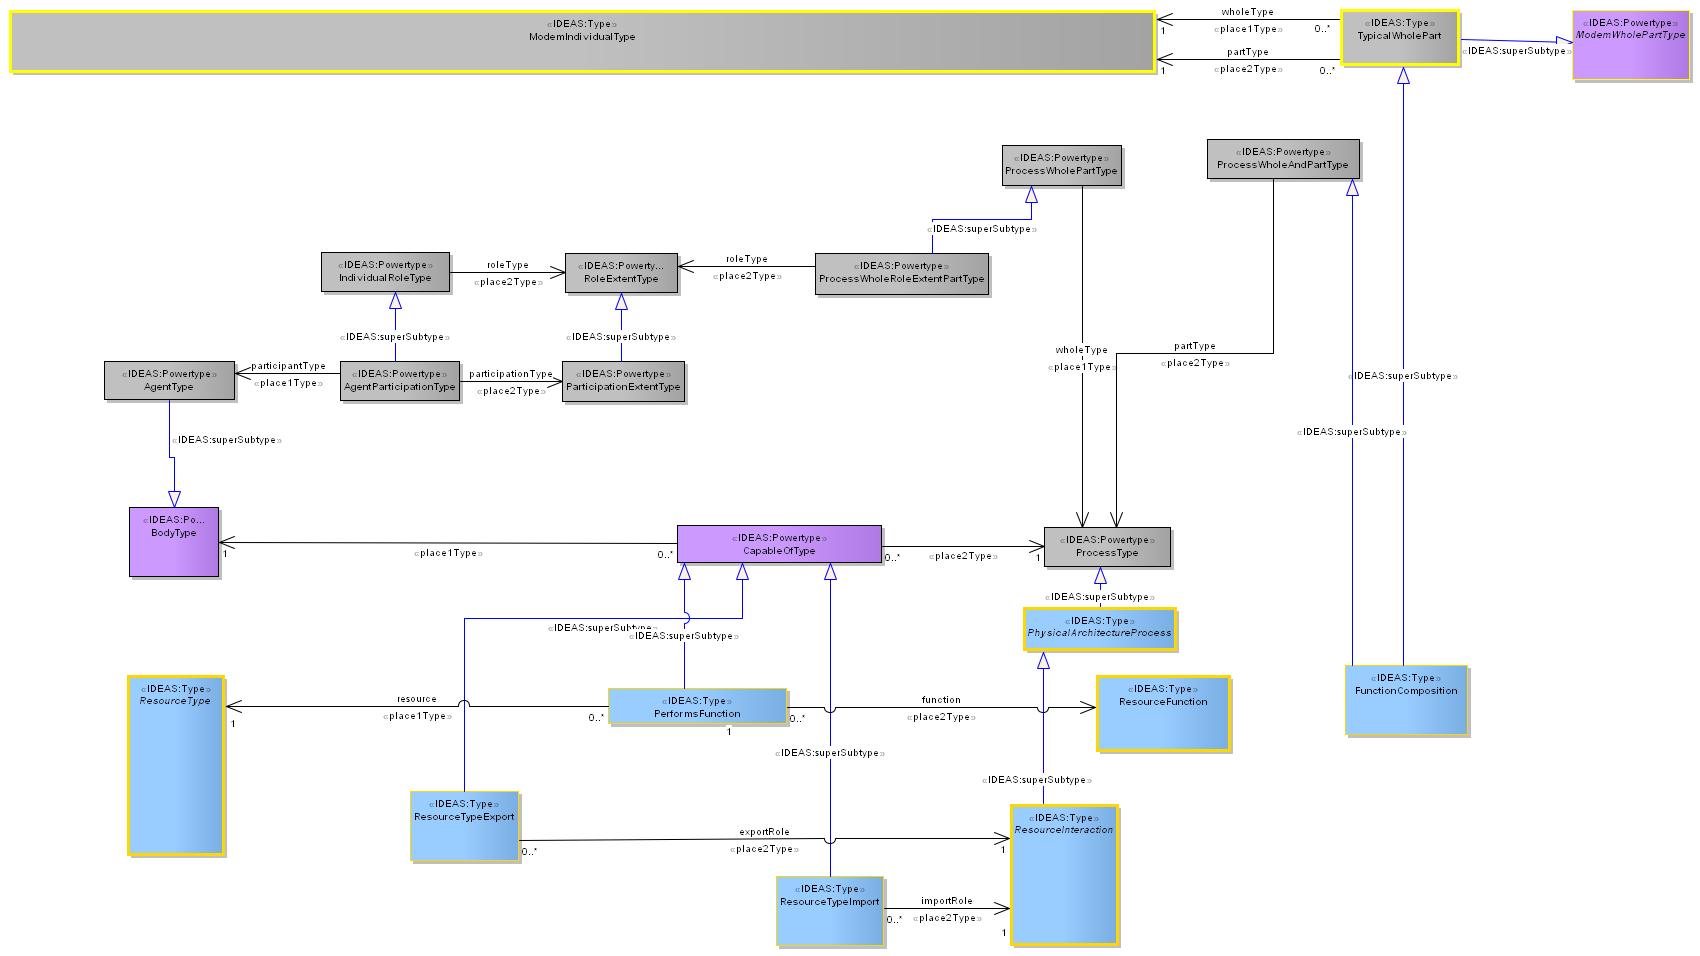 «IDEAS:Type»
ModemIndividualType
wholeType
«place1Type»
1
0..*
partType
«place2Type»
1
0..*
«IDEAS:Type»
TypicalWholePart
«IDEAS:superSubtype»
«IDEAS:Powertype»
ModemWholePartType
«IDEAS:Powertype»
ProcessWholePartType
«IDEAS:Powertype»
ProcessWholeAndPartType
«IDEAS:superSubtype»
«IDEAS:Powertype»
IndividualRoleType
roleType
«place2Type»
«IDEAS:Powerty...
RoleExtentType
roleType
«place2Type»
«IDEAS:Powertype»
ProcessWholeRoleExtentPartType
«IDEAS:superSubtype»
«IDEAS:superSubtype»
wholeType
«place1Type»
partType
«place2Type»
«IDEAS:Powertype»
AgentType
participantType
«place1Type»
«IDEAS:Powertype»
AgentParticipationType
participationType
«place2Type»
«IDEAS:Powertype»
ParticipationExtentType
«IDEAS:superSubtype»
«IDEAS:superSubtype»
«IDEAS:superSubtype»
«IDEAS:Po...
BodyType
1
«place1Type»
0..*
«IDEAS:Powertype»
CapableOfType
0..*
«place2Type»
1
«IDEAS:Powertype»
ProcessType
«IDEAS:superSubtype»
«IDEAS:superSubtype»
«IDEAS:superSubtype»
«IDEAS:Type»
PhysicalArchitectureProcess
«IDEAS:Type»
ResourceType
resource
«place1Type»
1
0..*
«IDEAS:Type»
PerformsFunction
1
0..*
function
«place2Type»
«IDEAS:Type»
ResourceFunction
«IDEAS:Type»
FunctionComposition
«IDEAS:superSubtype»
«IDEAS:superSubtype»
«IDEAS:Type»
ResourceTypeExport
0..*
exportRole
«place2Type»
1
«IDEAS:Type»
ResourceInteraction
«IDEAS:Type»
ResourceTypeImport
0..*
importRole
«place2Type»
1